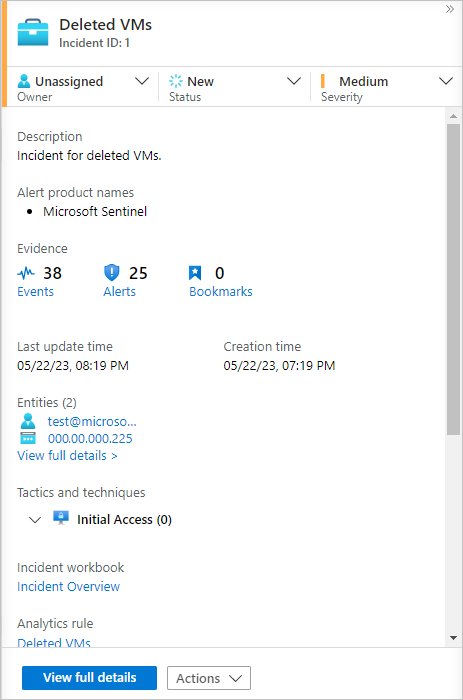 Deleted VMs
Incident ID: 1
Unassigned
Owner
New
Status
Medium
Severity
Description
Incident for deleted VMs.
Alert product names
• Microsoft Sentinel
Evidence
38
Events
25
Alerts
0
Bookmarks
Last update time
05/22/23, 08:19 PM
Creation time
05/22/23, 07:19 PM
Entities (2)
test@microso...
000.00.000.225
View full details >
Tactics and techniques
Initial Access (0)
Incident workbook
Incident Overview
Analytics rule
Deleted VMs
View full details
Actions